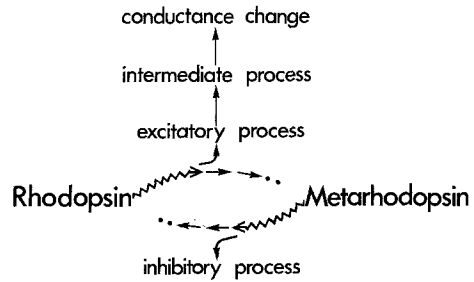 conductance change
intermediate process
excitatory process
Rhodopsin
Metarhodopsin
inhibitory process